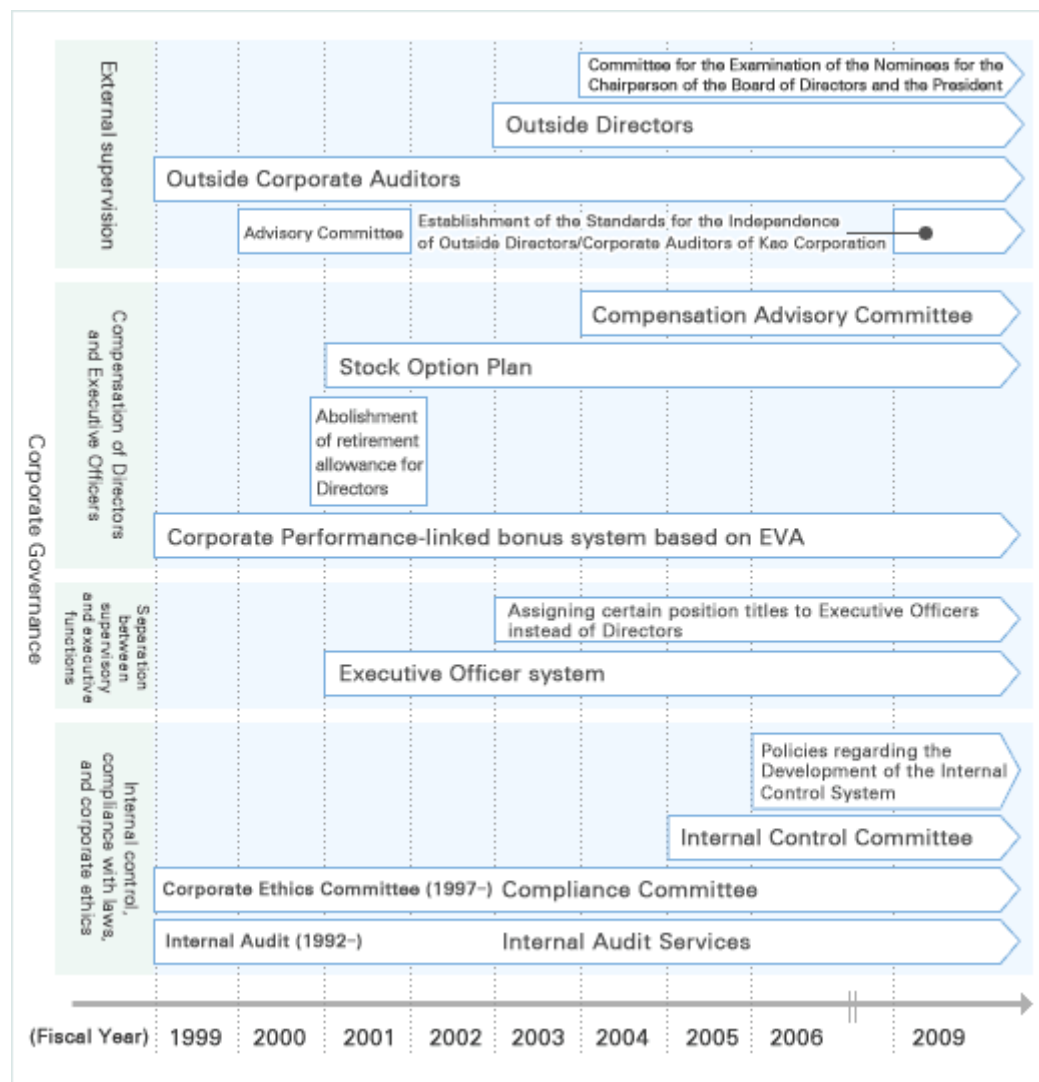 Corporate Governance
External supervision
Committee for the Examination of the Nominees for the
Chairperson of the Board of Directors and the President
Outside Directors
Outside Corporate Auditors
Advisory Committee
Establishment of the Standards for the Independence
of Outside Directors/Corporate Auditors of Kao Corporation
Compensation of Directors
and Executive Officers
Compensation Advisory Committee
Stock Option Plan
Abolishment
of retirement
allowance for
Directors
Corporate Performance-linked bonus system based on EVA
Separation
between
supervisory
and executive
functions
Assigning certain position titles to Executive Officers
instead of Directors
Executive Officer system
Internal control,
compliance with laws,
and corporate ethics
Policies regarding the
Development of the Internal
Control System
Internal Control Committee
Corporate Ethics Committee (1997–) Compliance Committee
Internal Audit (1992–) Internal Audit Services
(Fiscal Year) 1999 2000 2001 2002 2003 2004 2005 2006 2009